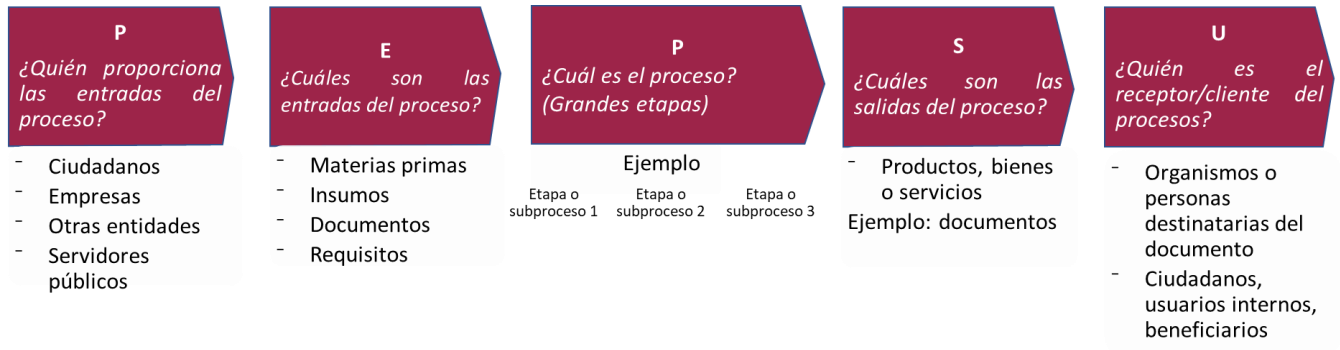 P
¿Quién proporciona
las entradas del
proceso?
- Ciudadanos
- Empresas
- Otras entidades
- Servidores
públicos
E
¿Cuáles son las
entradas del proceso?
- Materias primas
- Insumos
- Documentos
- Requisitos
P
¿Cuál es el proceso?
(Grandes etapas)
Ejemplo
Etapa o
subproceso 1
Etapa o
subproceso 2
Etapa o
subproceso 3
S
¿Cuáles son las
salidas del proceso?
- Productos, bienes
o servicios
Ejemplo: documentos
U
¿Quién es el
receptor/cliente del
procesos?
- Organismos o
personas
destinatarias del
documento
- Ciudadanos,
usuarios internos,
beneficiarios